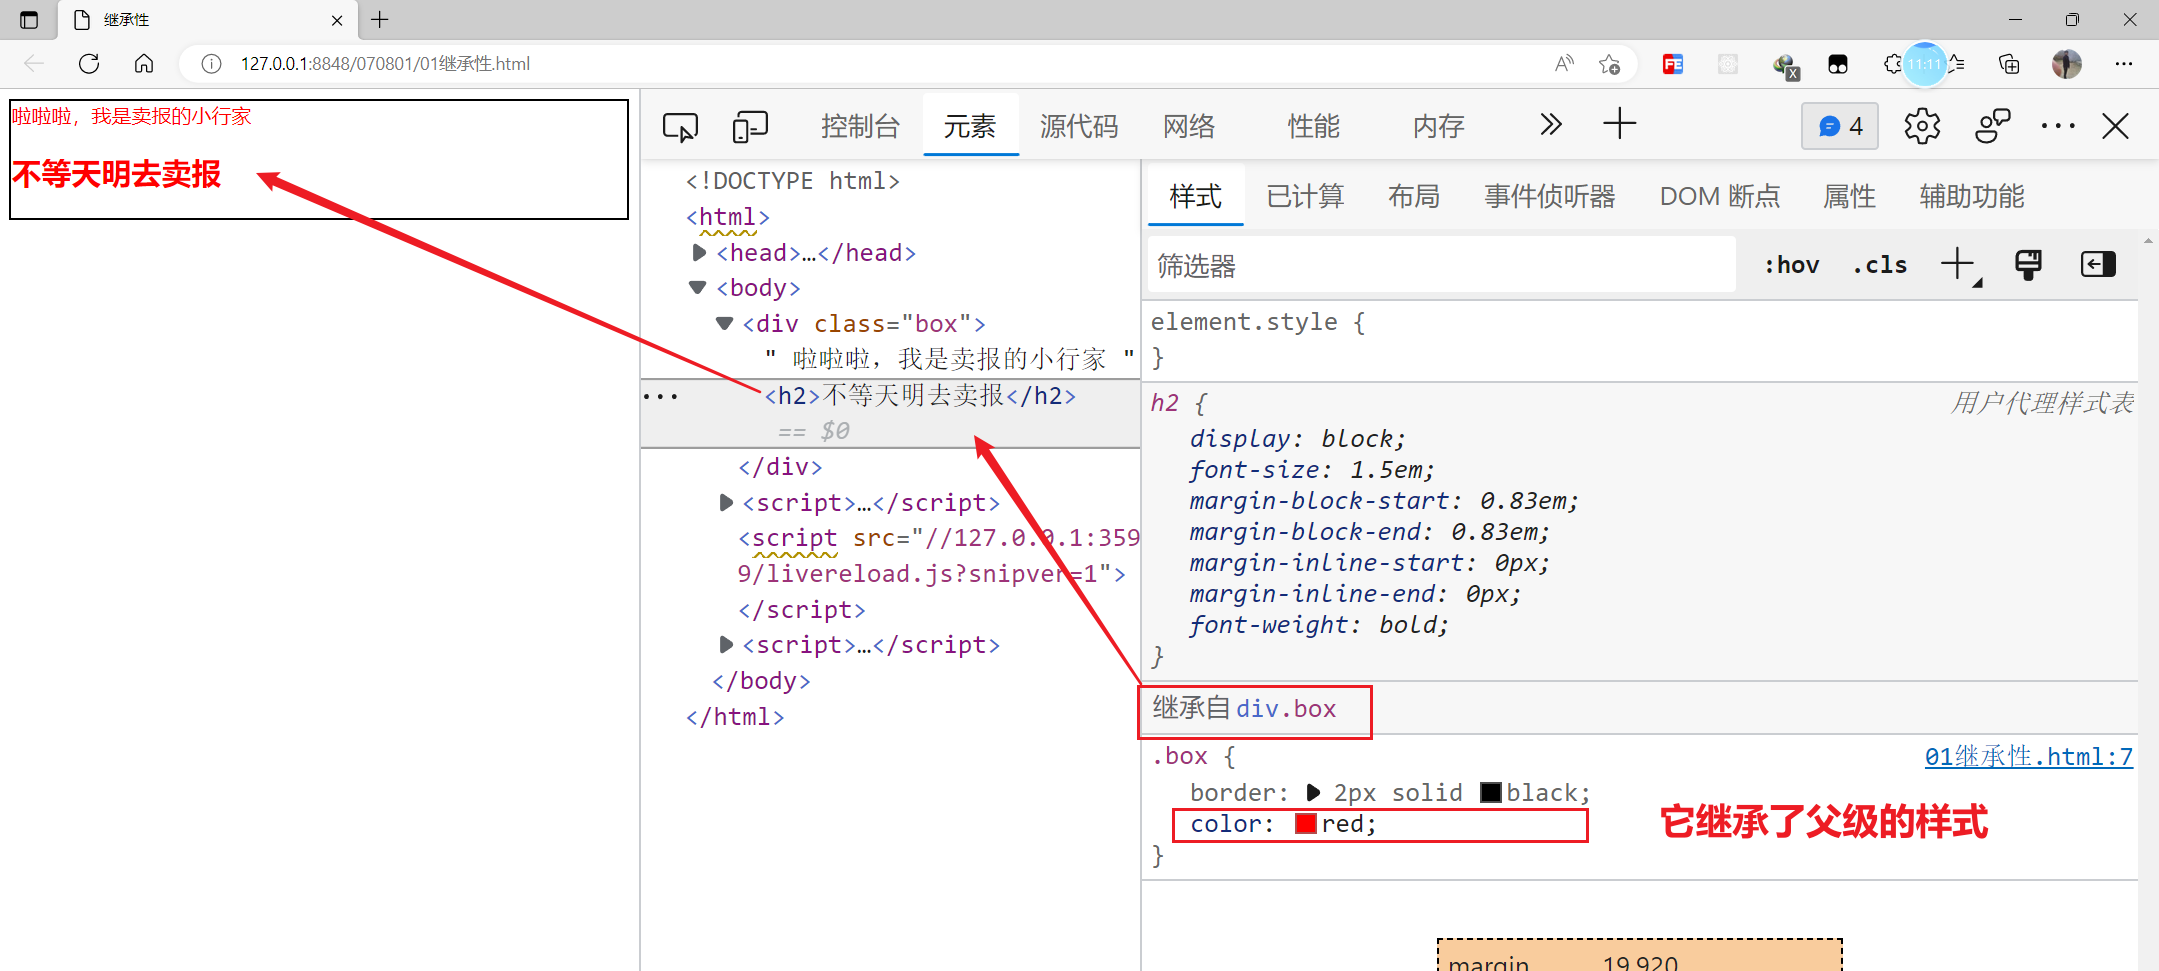 继承性
127.0.0.1:8848/070801/01继承性.html
11:11
啦啦啦，我是卖报的小行家
不等天明去卖报
控制台 元素 源代码 网络 性能 内存 4
<!DOCTYPE html>
<html>
<head>…</head>
<body>
<div class="box">
" 啦啦啦，我是卖报的小行家 "
<h2>不等天明去卖报</h2>
== $0
</div>
<script>…</script>
<script src="//127.0.0.1:359
9/livereload.js?snipver=1">
</script>
<script>…</script>
</body>
</html>
样式 已计算 布局 事件侦听器 DOM 断点 属性 辅助功能
筛选器 :hov .cls
element.style {
}
h2 { 用户代理样式表
display: block;
font-size: 1.5em;
margin-block-start: 0.83em;
margin-block-end: 0.83em;
margin-inline-start: 0px;
margin-inline-end: 0px;
font-weight: bold;
}
继承自 div.box
.box { 01继承性.html:7
border: 2px solid black;
color: red;
}
它继承了父级的样式
margin 19.920